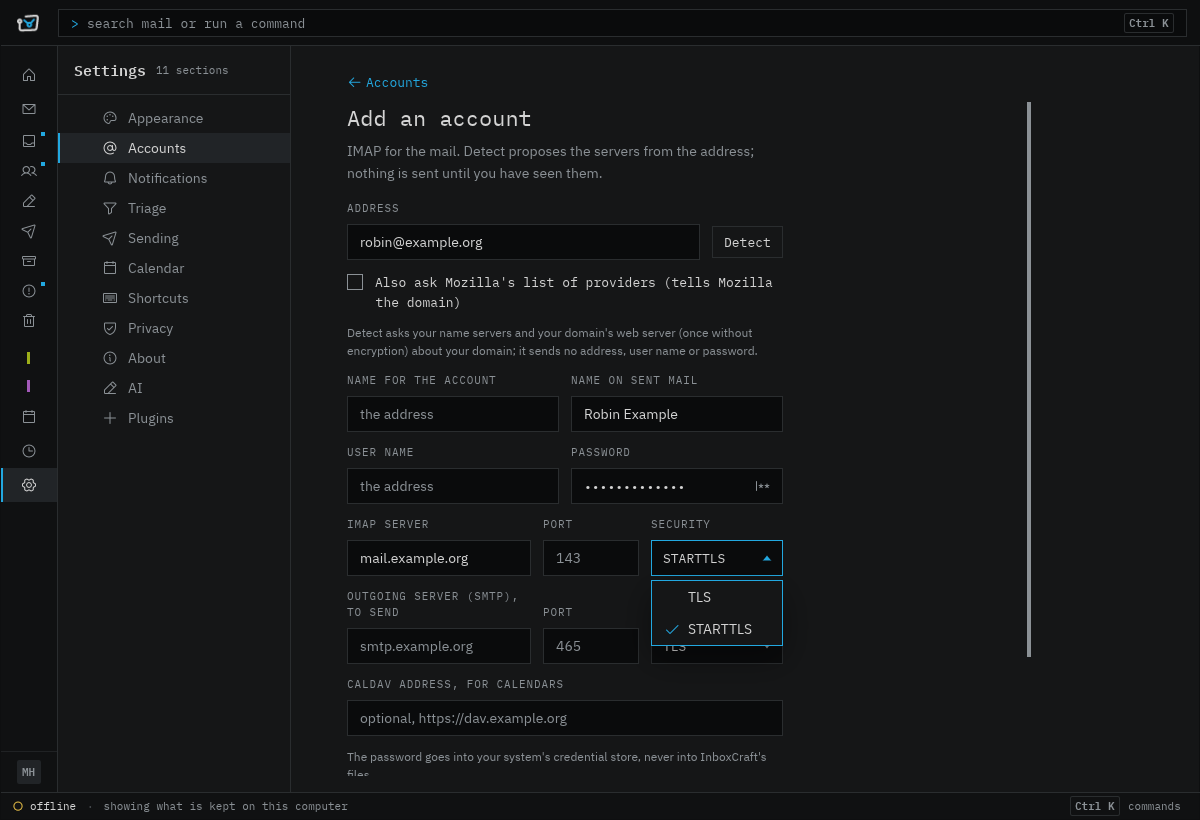 > search mail or run a command
Ctrl K
Settings 11 sections
Appearance
Accounts
Notifications
Triage
Sending
Calendar
Shortcuts
Privacy
About
AI
Plugins
MH
← Accounts
Add an account
IMAP for the mail. Detect proposes the servers from the address;
nothing is sent until you have seen them.
ADDRESS
robin@example.org
Detect
Also ask Mozilla's list of providers (tells Mozilla
the domain)
Detect asks your name servers and your domain's web server (once without
encryption) about your domain; it sends no address, user name or password.
NAME FOR THE ACCOUNT
NAME ON SENT MAIL
the address
Robin Example
USER NAME
PASSWORD
the address
•••••••••••••
|**
IMAP SERVER
PORT
SECURITY
mail.example.org
143
STARTTLS
TLS
STARTTLS
OUTGOING SERVER (SMTP),
TO SEND
PORT
smtp.example.org
465
TLS
CALDAV ADDRESS, FOR CALENDARS
optional, https://dav.example.org
The password goes into your system's credential store, never into InboxCraft's
files.
offline · showing what is kept on this computer
Ctrl K commands